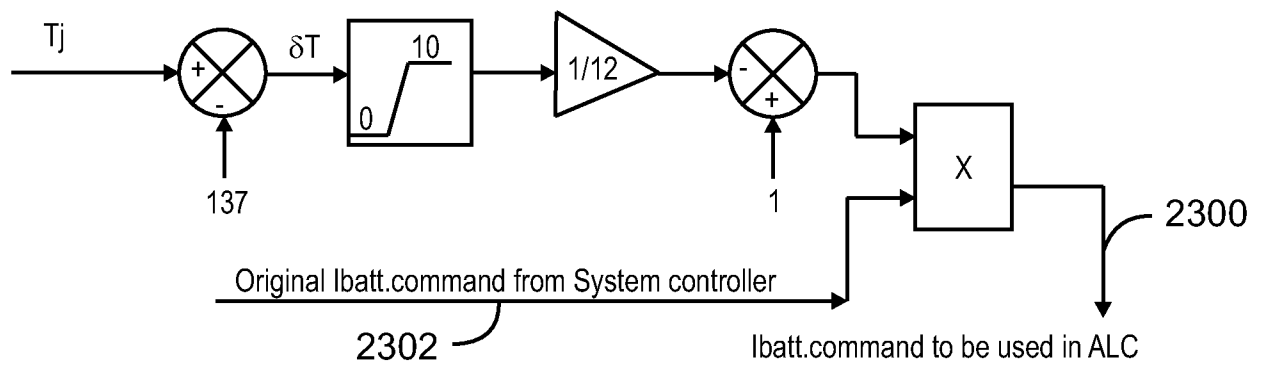 Tj
+
-
δT
0
10
1/12
-
+
137
1
X
2300
Original Ibatt.command from System controller
2302
Ibatt.command to be used in ALC